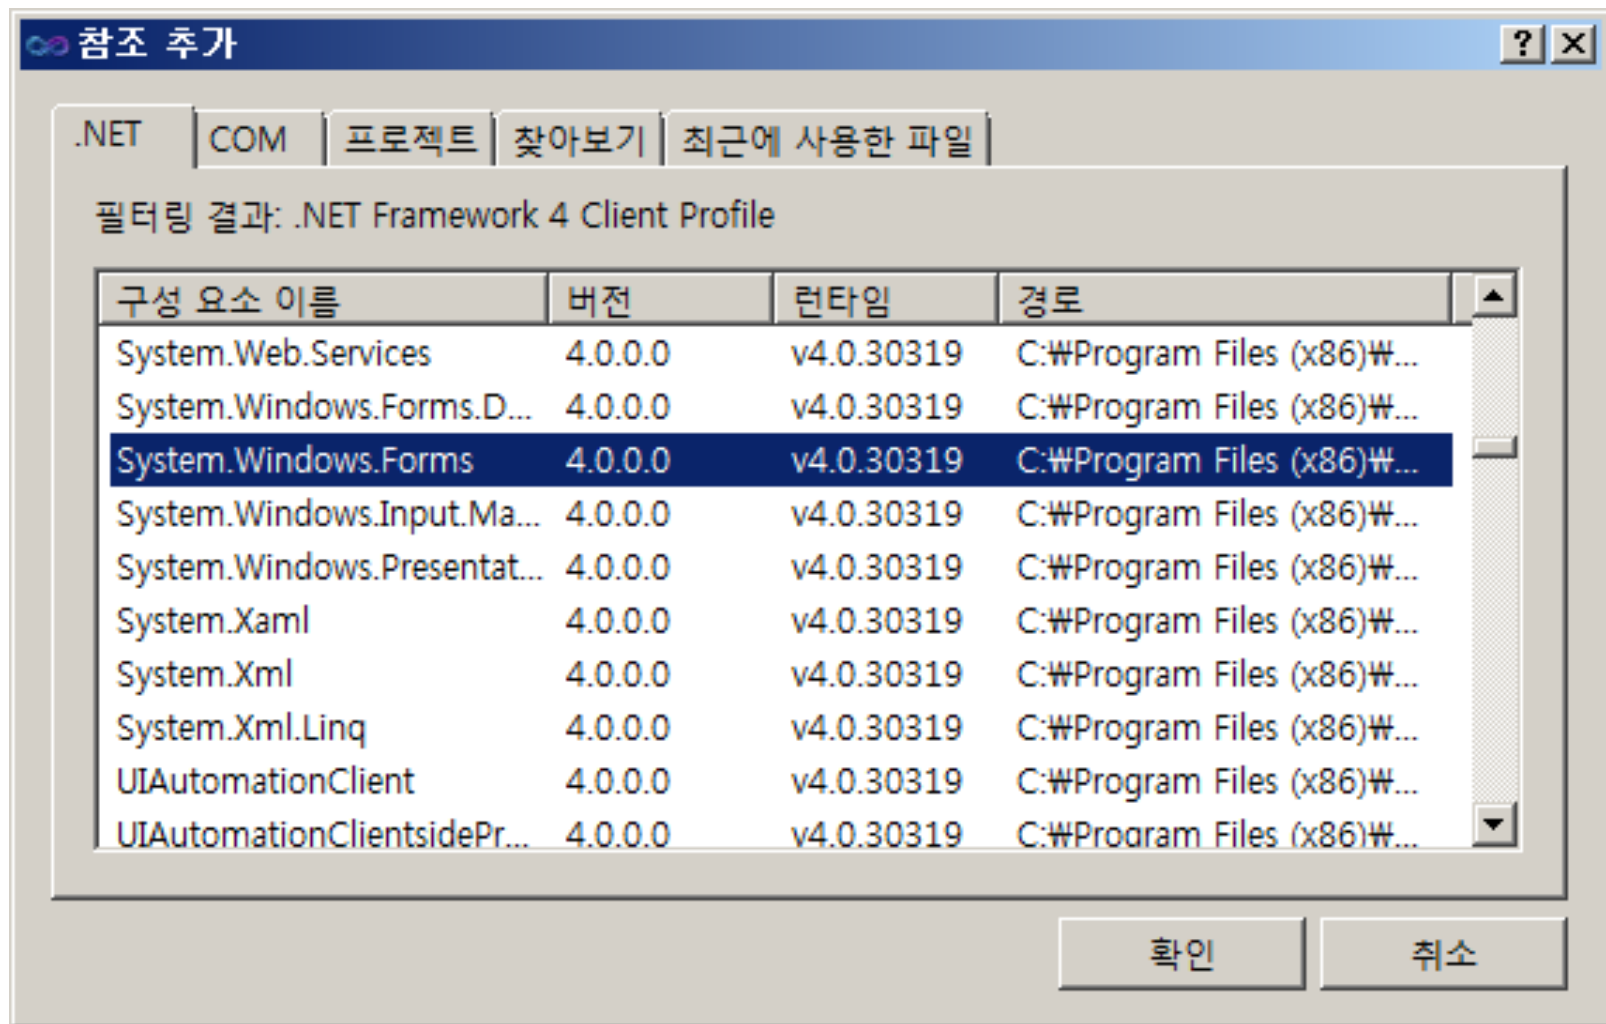 참조 추가
.NET COM 프로젝트 찾아보기 최근에 사용한 파일
필터링 결과: .NET Framework 4 Client Profile
구성 요소 이름 버전 런타임 경로
System.Web.Services 4.0.0.0 v4.0.30319 C:₩Program Files (x86)₩...
System.Windows.Forms.D... 4.0.0.0 v4.0.30319 C:₩Program Files (x86)₩...
System.Windows.Forms 4.0.0.0 v4.0.30319 C:₩Program Files (x86)₩...
System.Windows.Input.Ma... 4.0.0.0 v4.0.30319 C:₩Program Files (x86)₩...
System.Windows.Presentat... 4.0.0.0 v4.0.30319 C:₩Program Files (x86)₩...
System.Xaml 4.0.0.0 v4.0.30319 C:₩Program Files (x86)₩...
System.Xml 4.0.0.0 v4.0.30319 C:₩Program Files (x86)₩...
System.Xml.Linq 4.0.0.0 v4.0.30319 C:₩Program Files (x86)₩...
UIAutomationClient 4.0.0.0 v4.0.30319 C:₩Program Files (x86)₩...
UIAutomationClientsidePr... 4.0.0.0 v4.0.30319 C:₩Program Files (x86)₩...
확인 취소